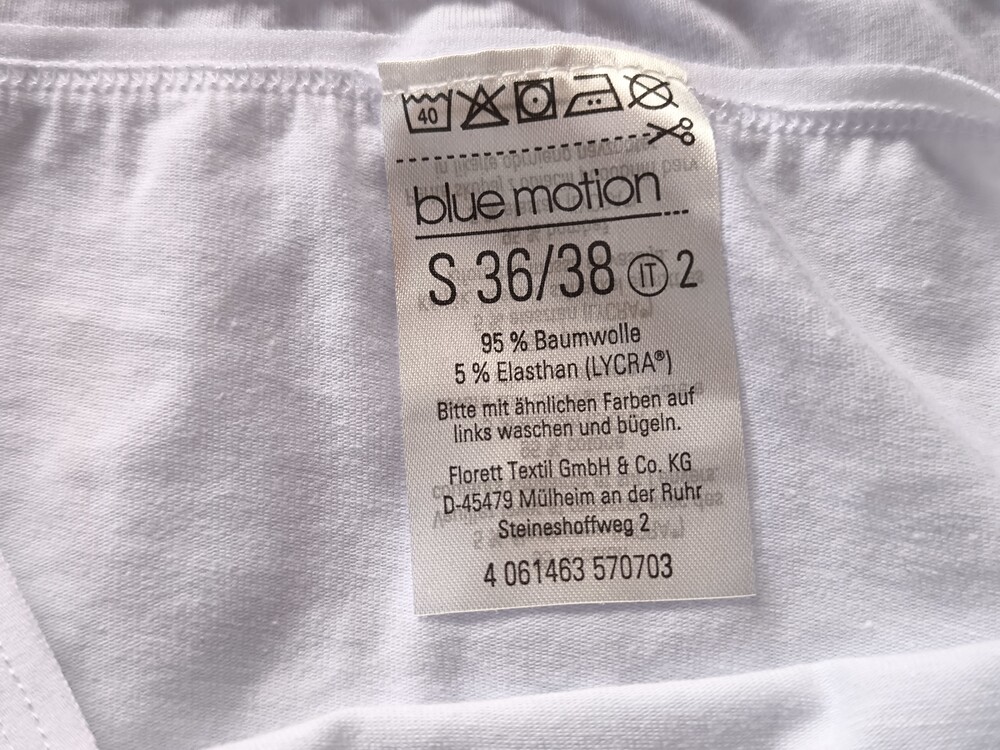 40
blue motion
S 36/38 IT 2
95 % Baumwolle
5 % Elasthan (LYCRA®)
Bitte mit ähnlichen Farben auf
links waschen und bügeln.
Florett Textil GmbH & Co. KG
D-45479 Mülheim an der Ruhr
Steineshoffweg 2
4 061463 570703